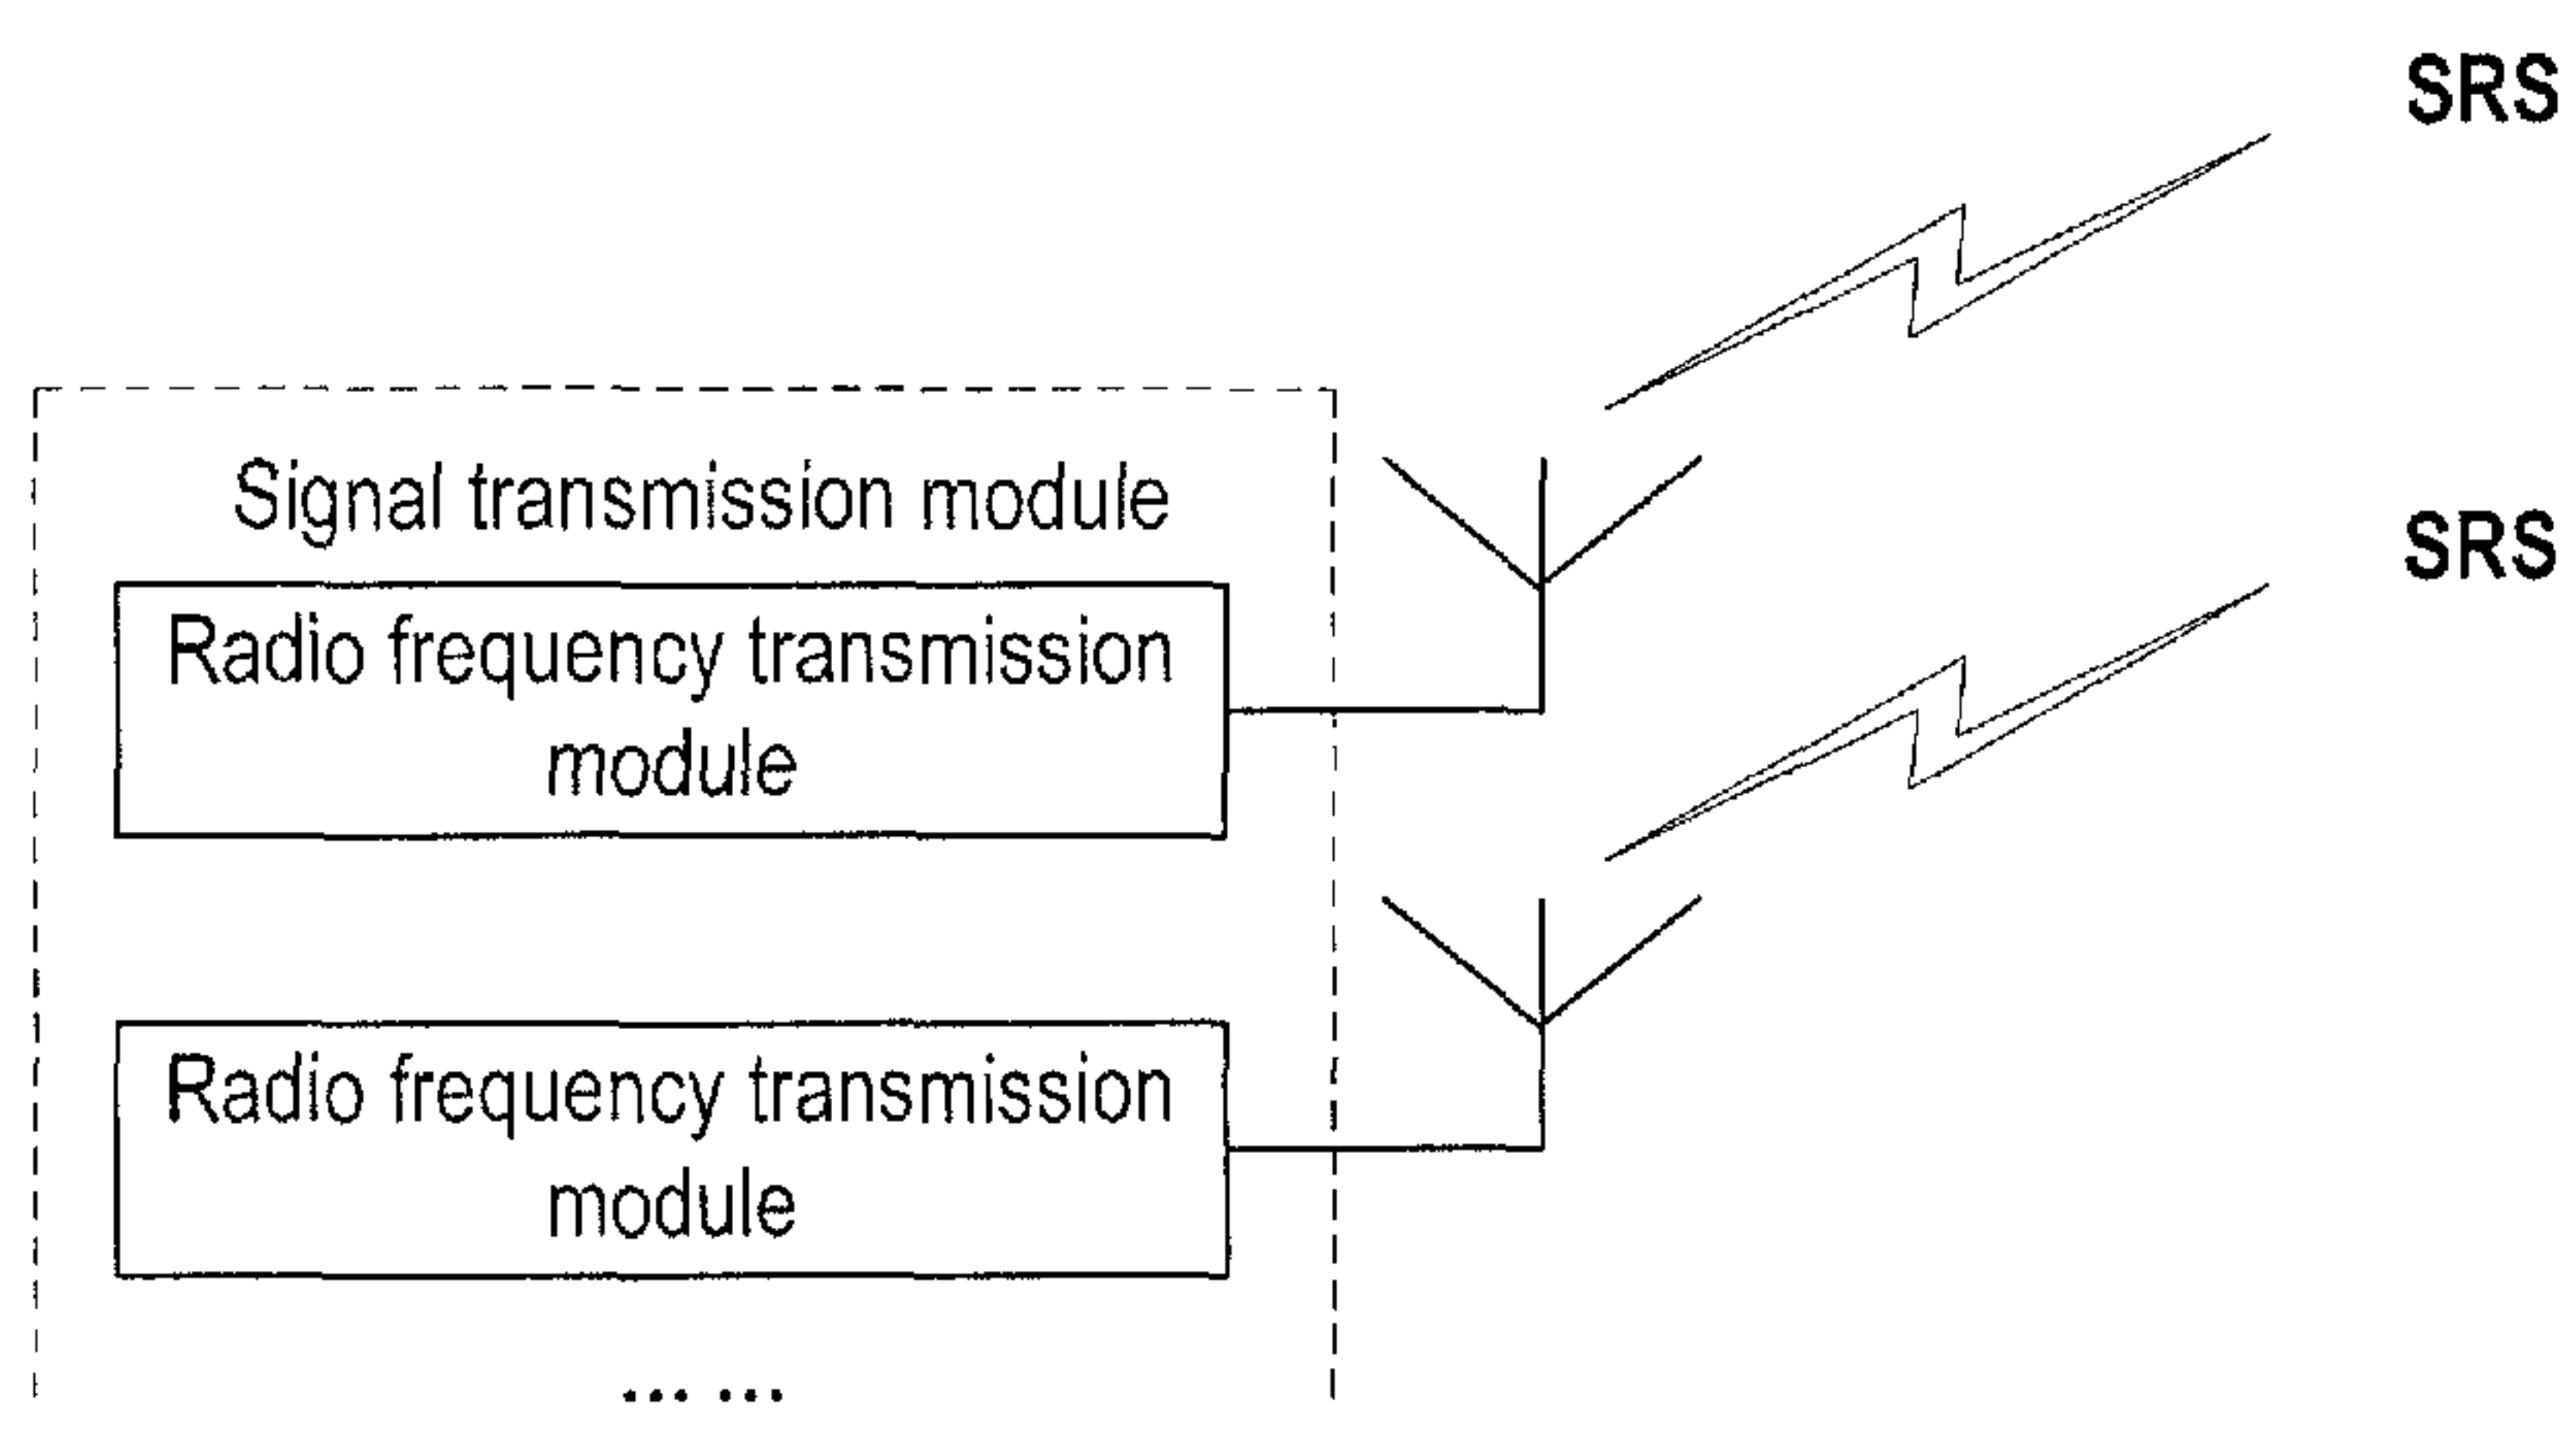 SRS
Signal transmission module
SRS
Radio frequency transmission
module
Radio frequency transmission
module
... ...